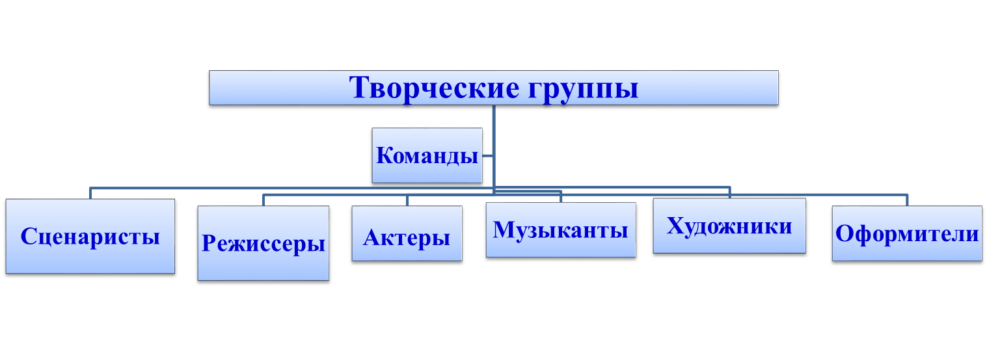 Творческие группы
Команды
Сценаристы
Режиссеры
Актеры
Музыканты
Художники
Оформители